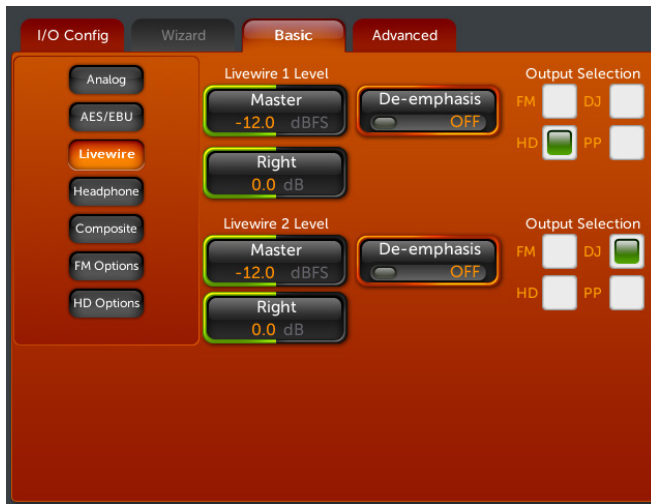 I/O Config
Wizard
Basic
Advanced
Analog
AES/EBU
Livewire
Headphone
Composite
FM Options
HD Options
Livewire 1 Level
Master
-12.0 dBFS
De-emphasis
OFF
Right
0.0 dB
Output Selection
FM DJ
HD PP
Livewire 2 Level
Master
-12.0 dBFS
De-emphasis
OFF
Right
0.0 dB
Output Selection
FM DJ
HD PP